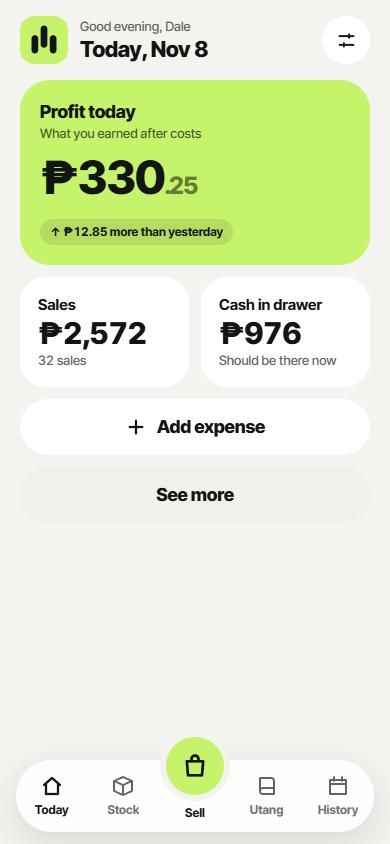 Good evening, Dale
Today, Nov 8
Profit today
What you earned after costs
₱330.25
↑ ₱12.85 more than yesterday
Sales
₱2,572
32 sales
Cash in drawer
₱976
Should be there now
+ Add expense
See more
Today
Stock
Sell
Utang
History